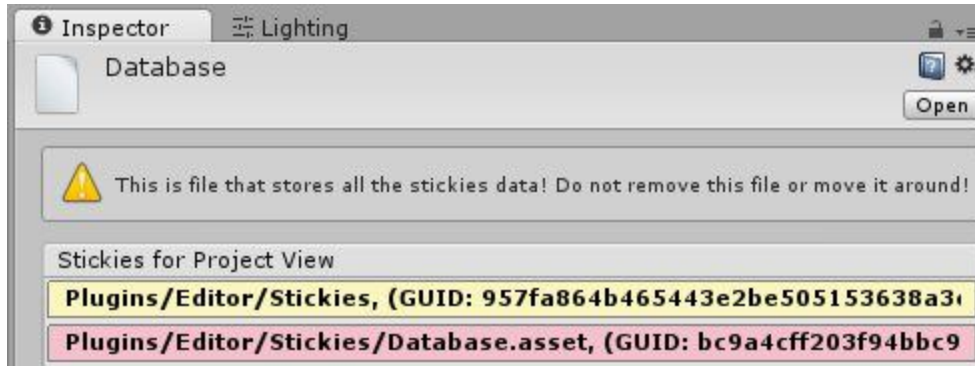 Inspector Lighting
Database
Open
This is file that stores all the stickies data! Do not remove this file or move it around!
Stickies for Project View
Plugins/Editor/Stickies, (GUID: 957fa864b465443e2be505153638a3
Plugins/Editor/Stickies/Database.asset, (GUID: bc9a4cff203f94bbc9